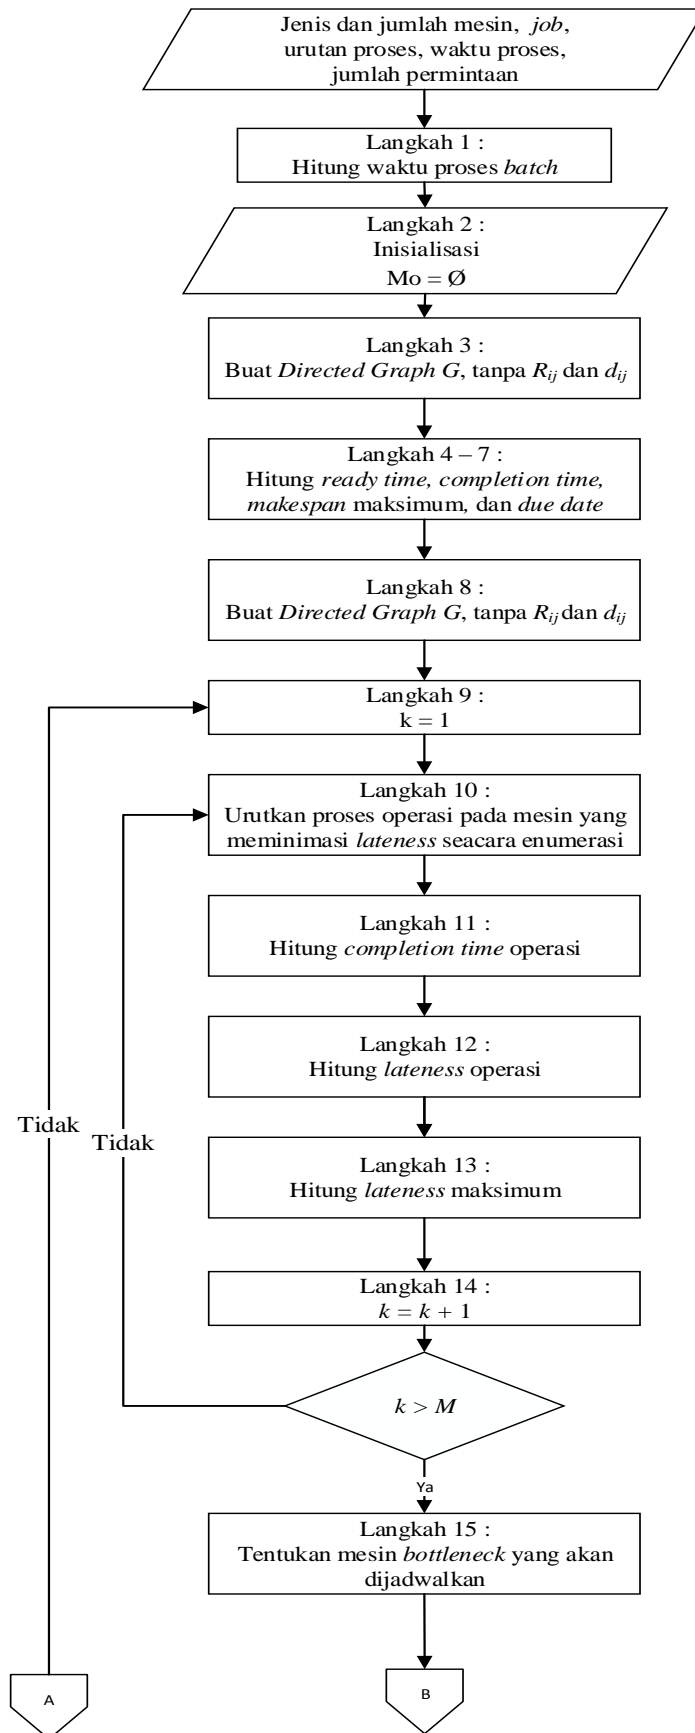 Jenis dan jumlah mesin, job,
urutan proses, waktu proses,
jumlah permintaan
Langkah 1 :
Hitung waktu proses batch
Langkah 2 :
Inisialisasi
Mo = Ø
Langkah 3 :
Buat Directed Graph G, tanpa Rij dan dij
Langkah 4 – 7 :
Hitung ready time, completion time,
makespan maksimum, dan due date
Langkah 8 :
Buat Directed Graph G, tanpa Rij dan dij
Langkah 9 :
k = 1
Langkah 10 :
Urutkan proses operasi pada mesin yang
meminimasi lateness seacara enumerasi
Langkah 11 :
Hitung completion time operasi
Langkah 12 :
Hitung lateness operasi
Tidak
Tidak
Langkah 13 :
Hitung lateness maksimum
Langkah 14 :
k = k + 1
k > M
Ya
Langkah 15 :
Tentukan mesin bottleneck yang akan
dijadwalkan
A
B